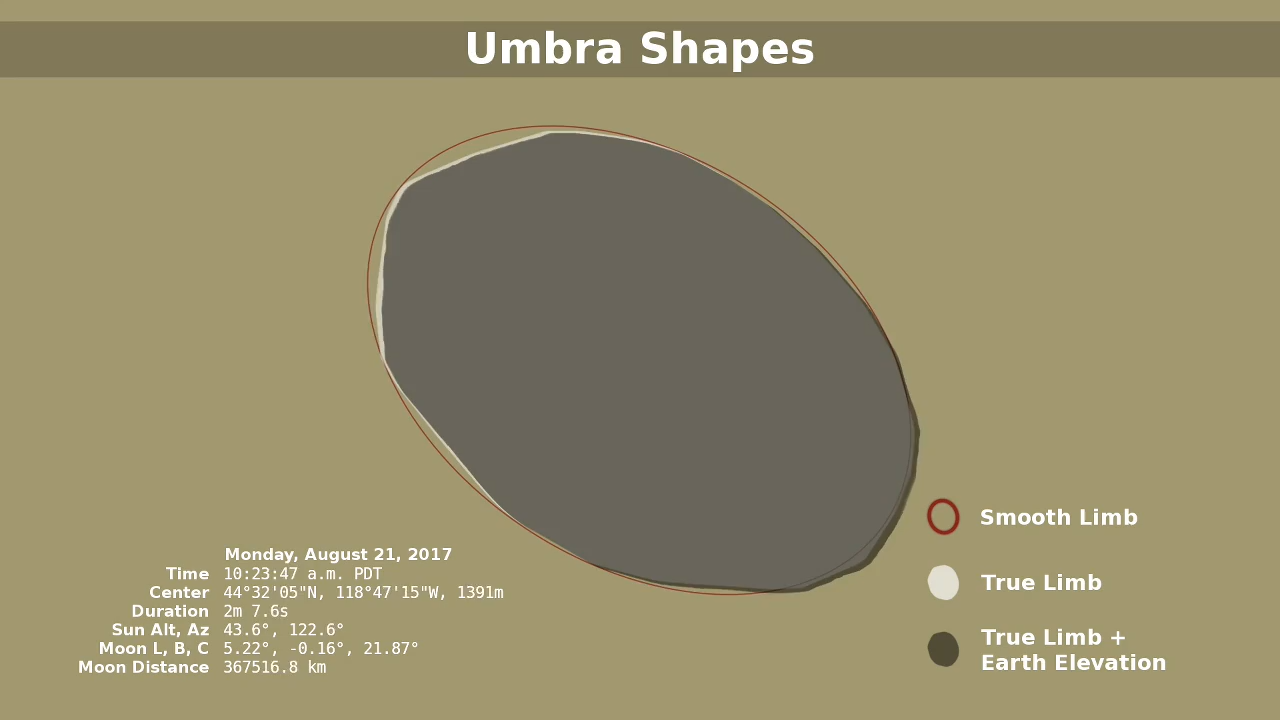 Umbra Shapes
Smooth Limb
True Limb
True Limb +
Earth Elevation
Monday, August 21, 2017
Time 10:23:47 a.m. PDT
Center 44°32'05"N, 118°47'15"W, 1391m
Duration 2m 7.6s
Sun Alt, Az 43.6°, 122.6°
Moon L, B, C 5.22°, -0.16°, 21.87°
Moon Distance 367516.8 km